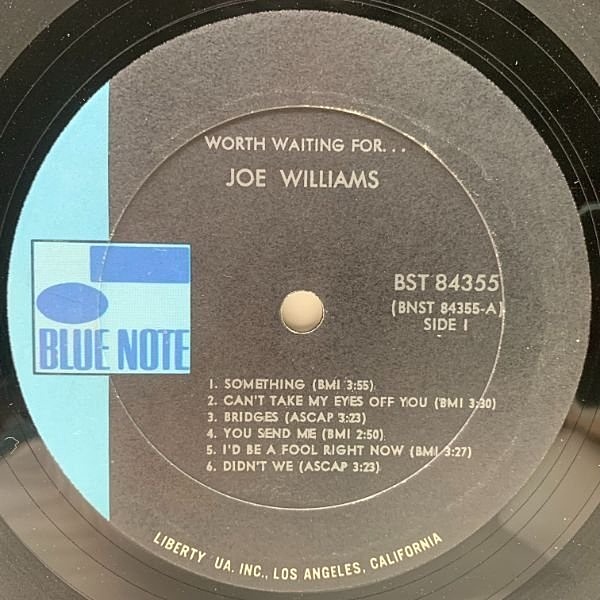 WORTH WAITING FOR...
JOE WILLIAMS
BST 84355
(BNST 84355-A)
SIDE 1
BLUE NOTE
1. SOMETHING (BMI 3:55)
2. CAN'T TAKE MY EYES OFF YOU (BMI 3:30)
3. BRIDGES (ASCAP 3:23)
4. YOU SEND ME (BMI 2:50)
5. I'D BE A FOOL RIGHT NOW (BMI 3:27)
6. DIDN'T WE (ASCAP 3:23)
LIBERTY UA, INC., LOS ANGELES, CALIFORNIA